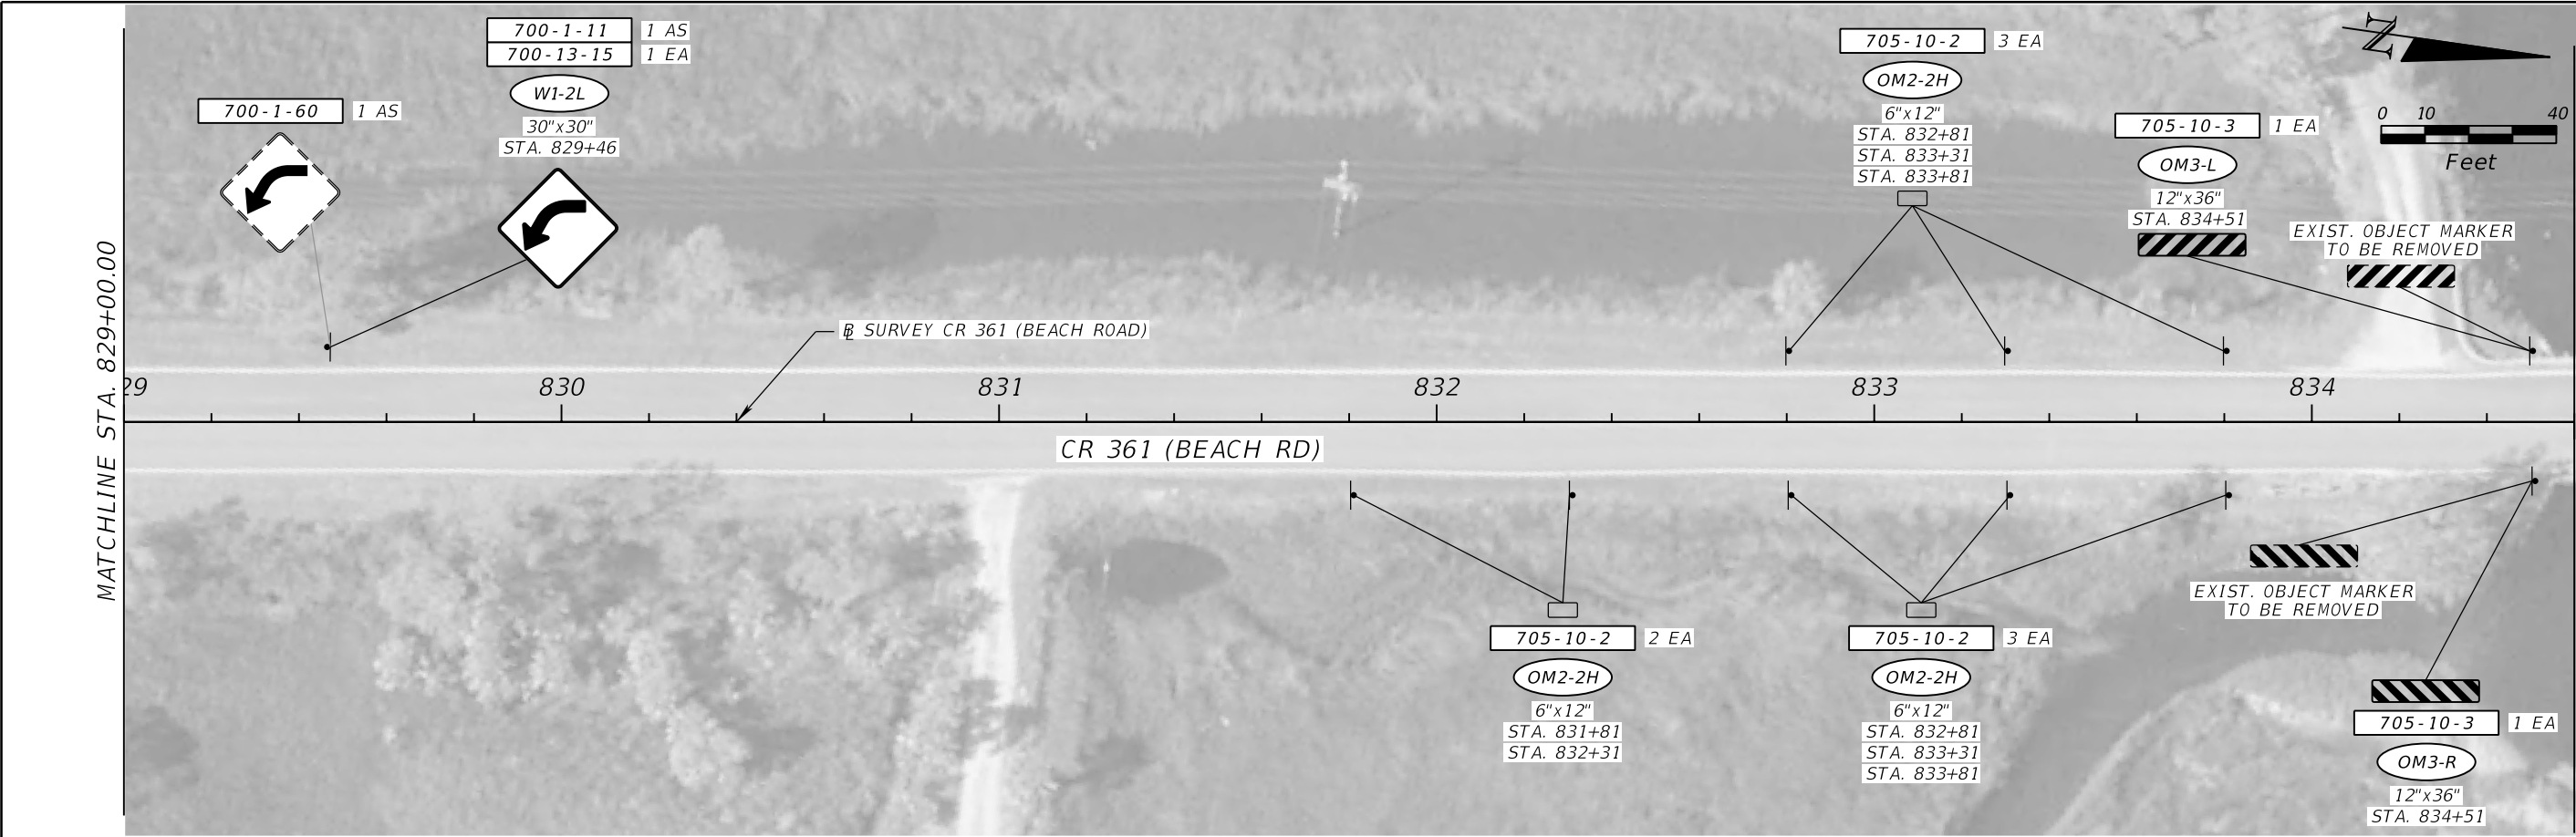 MATCHLINE STA. 829+00.00
700-1-60 1 AS
700-1-11 1 AS
700-13-15 1 EA
W1-2L
30"x30"
STA. 829+46
705-10-2 3 EA
OM2-2H
6"x12"
STA. 832+81
STA. 833+31
STA. 833+81
705-10-3 1 EA
OM3-L
12"x36"
STA. 834+51
EXIST. OBJECT MARKER
TO BE REMOVED
N
0 10 40
Feet
BL SURVEY CR 361 (BEACH ROAD)
29 830 831 832 833 834
CR 361 (BEACH RD)
705-10-2 2 EA
OM2-2H
6"x12"
STA. 831+81
STA. 832+31
705-10-2 3 EA
OM2-2H
6"x12"
STA. 832+81
STA. 833+31
STA. 833+81
EXIST. OBJECT MARKER
TO BE REMOVED
705-10-3 1 EA
OM3-R
12"x36"
STA. 834+51